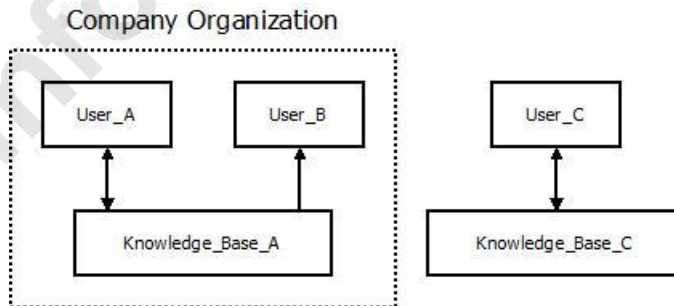 Company Organization
User_A
User_B
User_C
Knowledge_Base_A
Knowledge_Base_C